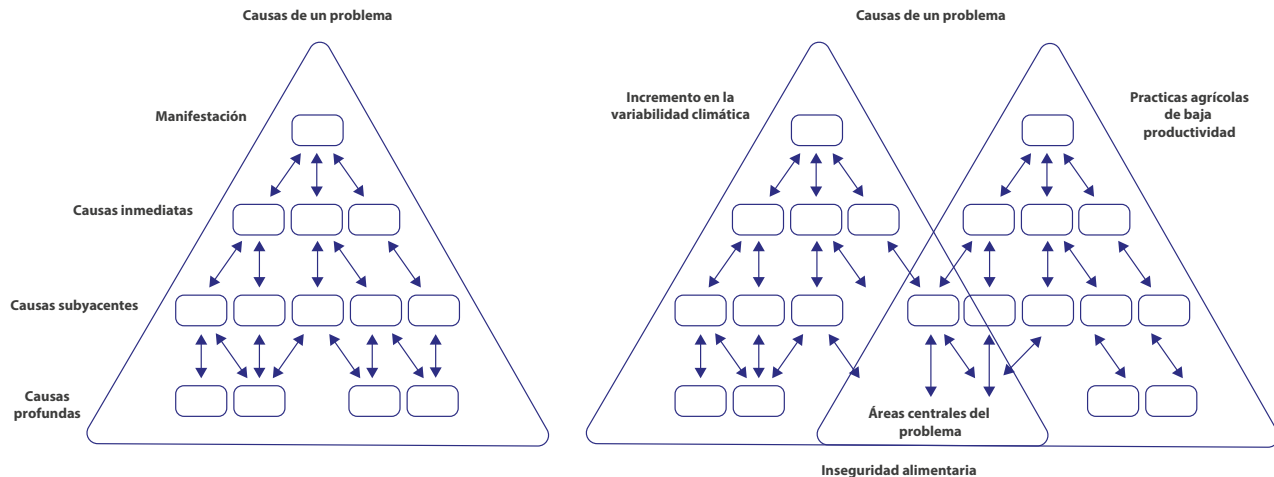 Causas de un problema
Manifestación
Causas inmediatas
Causas subyacentes
Causas
profundas
Causas de un problema
Incremento en la
variabilidad climática
Practicas agrícolas
de baja
productividad
Áreas centrales del
problema
Inseguridad alimentaria